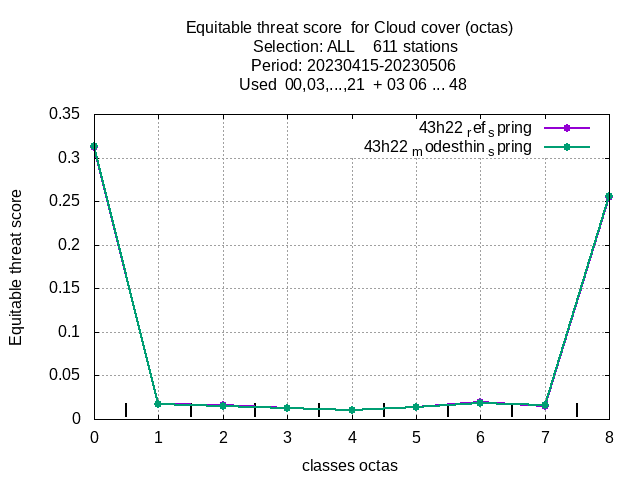 Equitable threat score  for Cloud cover (octas)
Selection: ALL    611 stations
Period: 20230415-20230506
Used  00,03,...,21  + 03 06 ... 48
0.35
43h22 ref spring
0.3
43h22 modesthin spring
0.25
0.2
0.15
0.1
0.05
0
Equitable threat score
0 1 2 3 4 5 6 7 8
classes octas